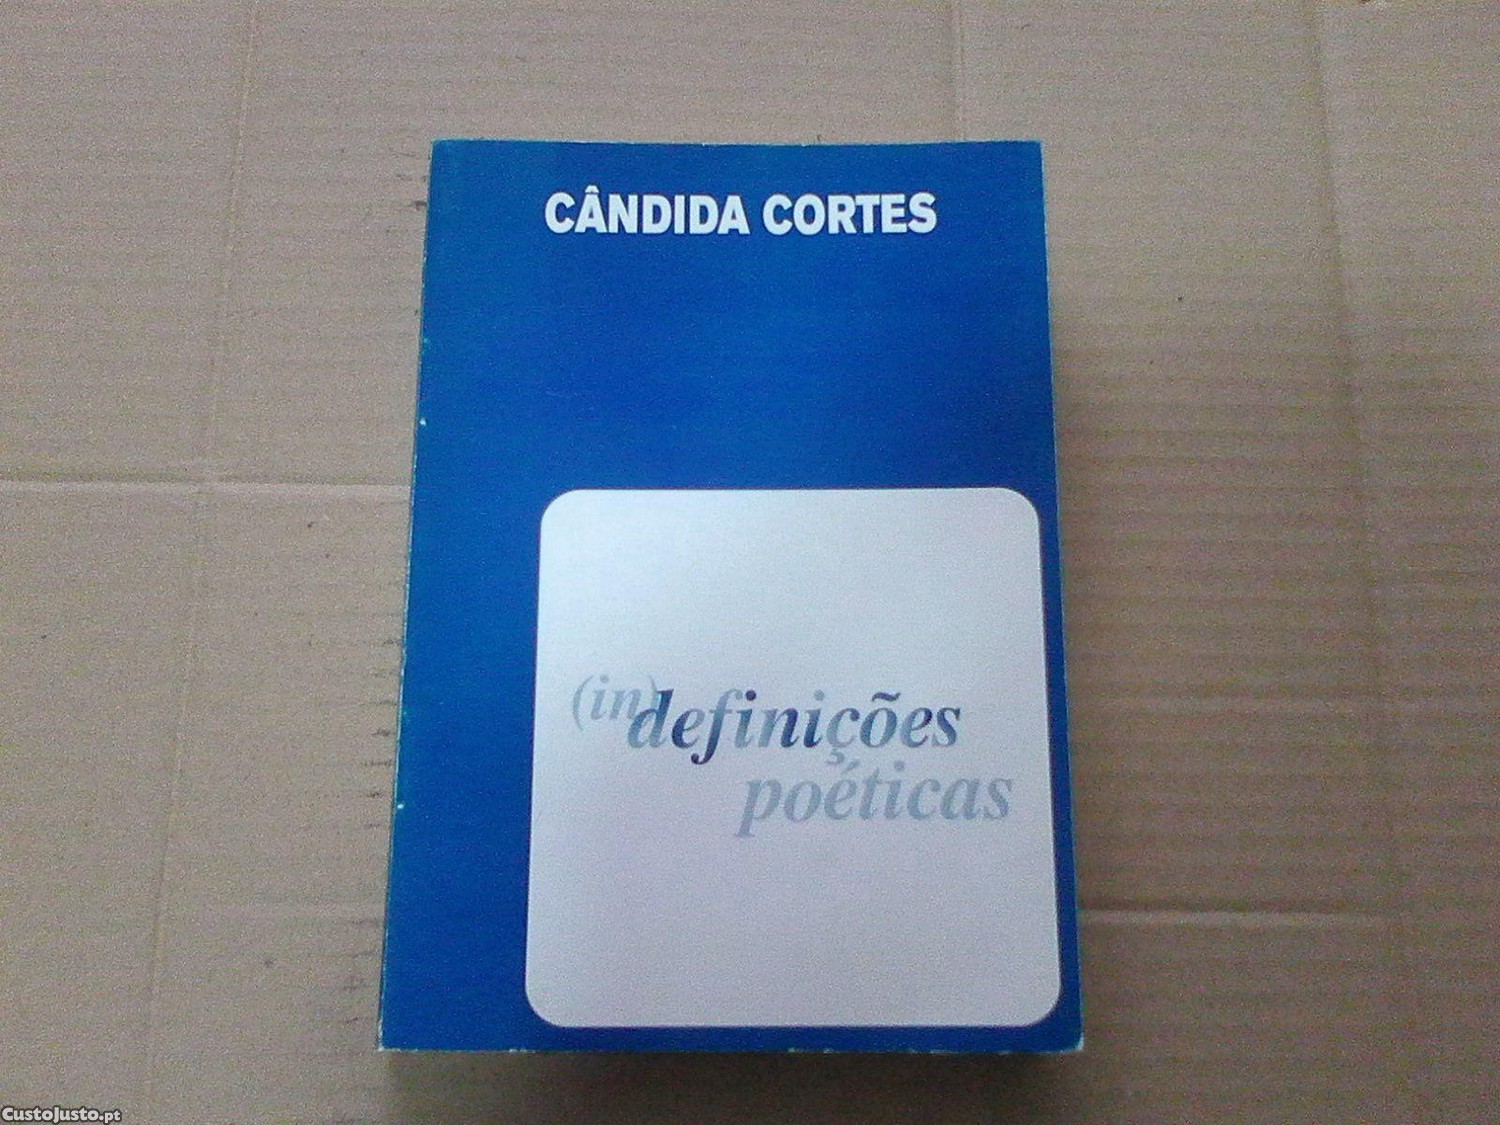 CÂNDIDA CORTES
(in)definições
poéticas
CustoJusto.pt